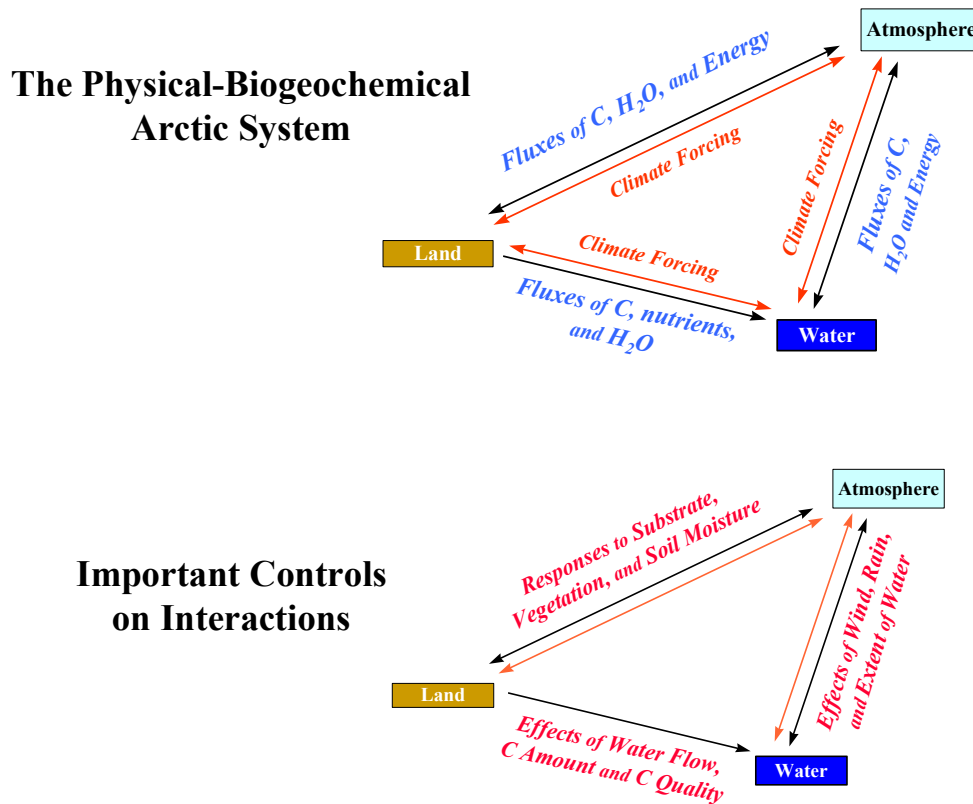 Atmosphere
The Physical-Biogeochemical
Arctic System
Fluxes of C, H₂O, and Energy
Climate Forcing
Climate Forcing
Fluxes of C,
H₂O and Energy
Land
Climate Forcing
Fluxes of C, nutrients,
and H₂O
Water
Atmosphere
Important Controls
on Interactions
Responses to Substrate,
Vegetation, and Soil Moisture
Effects of Wind, Rain,
and Extent of Water
Land
Effects of Water Flow,
C Amount and C Quality
Water